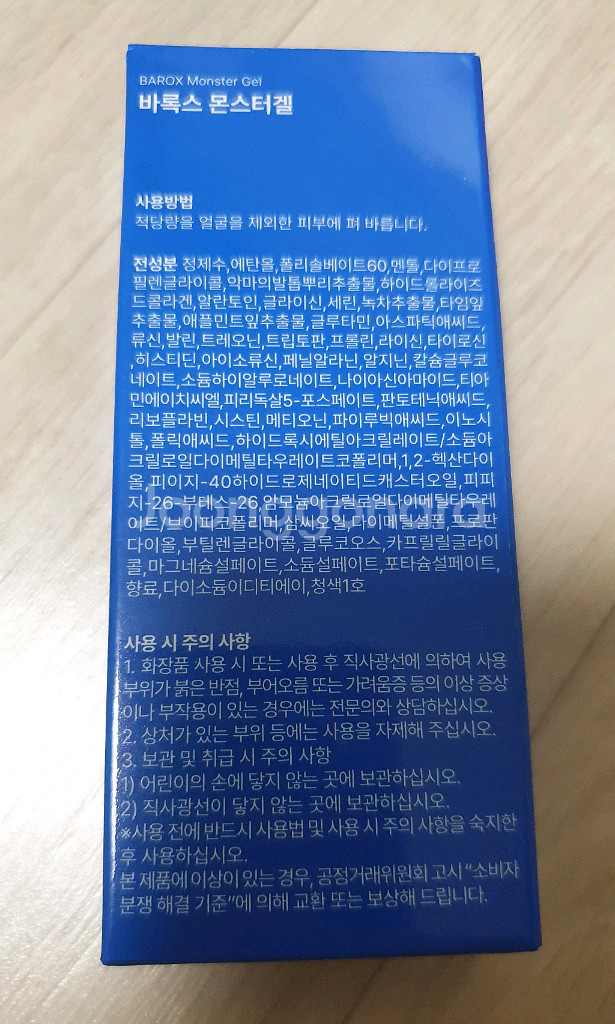 BAROX Monster Gel
바록스 몬스터겔
사용방법
적당량을 얼굴을 제외한 피부에 펴 바릅니다.
전성분 정제수,에탄올,폴리솔베이트60,멘톨,다이프로
필렌글라이콜,악마의발톱뿌리추출물,하이드롤라이즈
드콜라겐,알란토인,글라이신,세린,녹차추출물,타임잎
추출물,애플민트잎추출물,글루타민,아스파틱애씨드,
류신,발린,트레오닌,트립토판,프롤린,라이신,타이로신
,히스티딘,아이소류신,페닐알라닌,알지닌,칼슘글루코
네이트,소듐하이알루로네이트,나이아신아마이드,티아
민에이치씨엘,피리독살5-포스페이트,판토테닉애씨드,
리보플라빈,시스틴,메티오닌,파이루빅애씨드,이노시
톨,폴릭애씨드,하이드록시에틸아크릴레이트/소듐아
크릴로일다이메틸타우레이트코폴리머,1,2-헥산다이
올,피이지-40하이드로제네이티드캐스터오일,피피
지-26-부테스-26,암모늄아크릴로일다이메틸타우레
이트/브이피코폴리머,삼씨오일,다이메틸설폰,프로판
다이올,부틸렌글라이콜,글루코오스,카프릴릴글라이
콜,마그네슘설페이트,소듐설페이트,포타슘설페이트,
향료,다이소듐이디티에이,청색1호
joonggonara
사용 시 주의 사항
1. 화장품 사용 시 또는 사용 후 직사광선에 의하여 사용
부위가 붉은 반점, 부어오름 또는 가려움증 등의 이상 증상
이나 부작용이 있는 경우에는 전문의와 상담하십시오.
2. 상처가 있는 부위 등에는 사용을 자제해 주십시오.
3. 보관 및 취급 시 주의 사항
1) 어린이의 손에 닿지 않는 곳에 보관하십시오.
2) 직사광선이 닿지 않는 곳에 보관하십시오.
※사용 전에 반드시 사용법 및 사용 시 주의 사항을 숙지한
후 사용하십시오.
본 제품에 이상이 있는 경우, 공정거래위원회 고시 "소비자
분쟁 해결 기준"에 의해 교환 또는 보상해 드립니다.